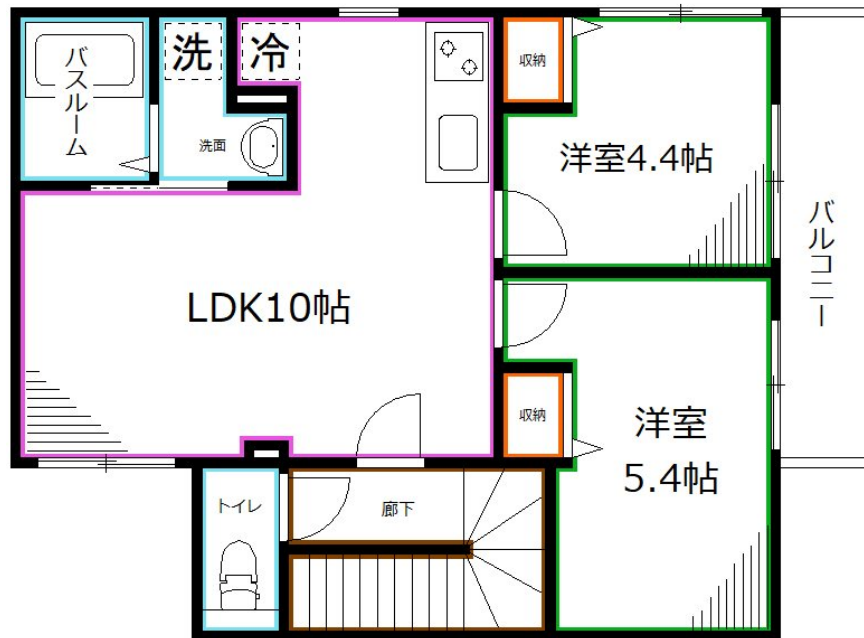 バスルーム
洗
冷
洗面
収納
洋室4.4帖
バルコニー
LDK10帖
収納
洋室
5.4帖
トイレ
廊下